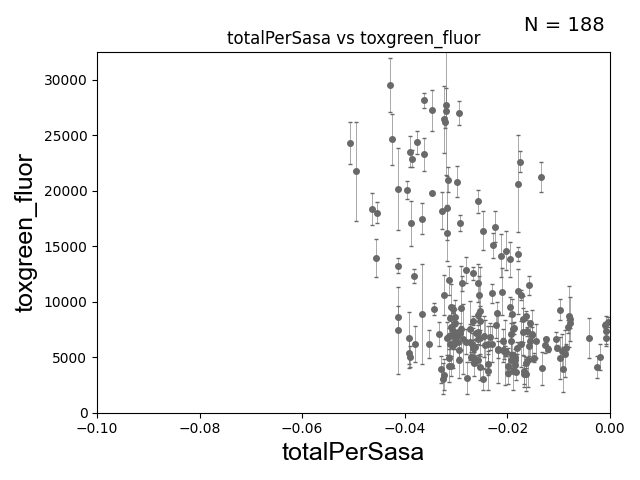 N = 188
totalPerSasa vs toxgreen_fluor
toxgreen_fluor
30000
25000
20000
15000
10000
5000
0
−0.10 −0.08 −0.06 −0.04 −0.02 0.00
totalPerSasa